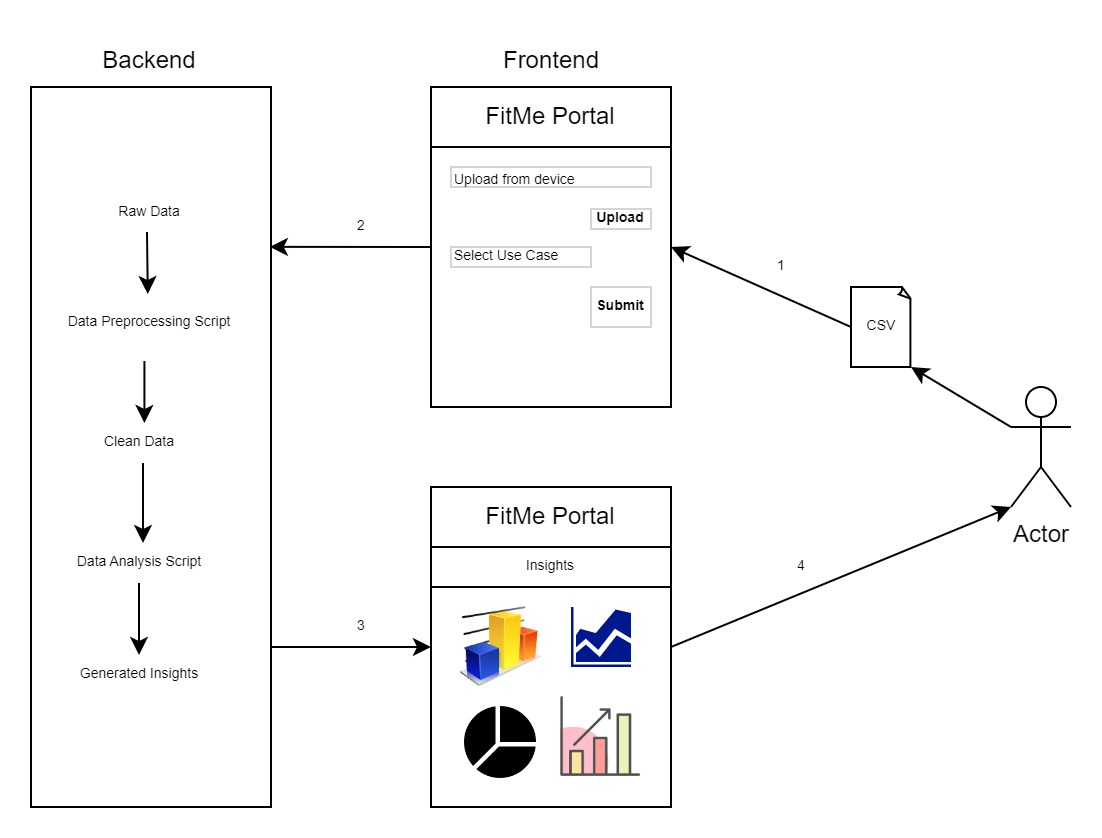 Backend
Frontend
FitMe Portal
Upload from device
Upload
Select Use Case
Submit
Raw Data
Data Preprocessing Script
Clean Data
Data Analysis Script
Generated Insights
2
1
CSV
Actor
FitMe Portal
Insights
3
4